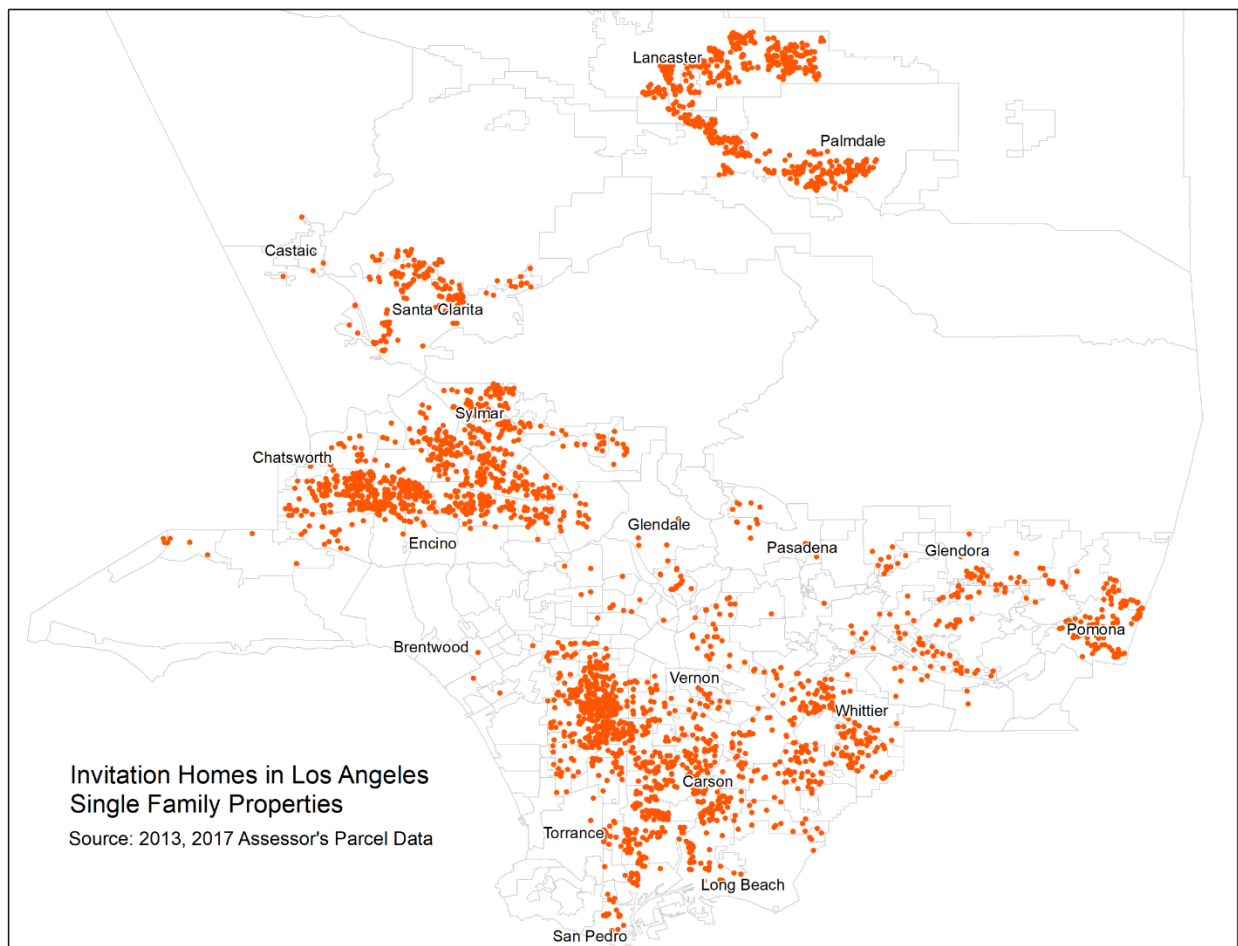 Lancaster
Palmdale
Castaic
Santa Clarita
Sylmar
Chatsworth
Encino
Glendale
Pasadena
Glendora
Pomona
Brentwood
Vernon
Whittier
Invitation Homes in Los Angeles
Single Family Properties
Source: 2013, 2017 Assessor's Parcel Data
Carson
Torrance
Long Beach
San Pedro